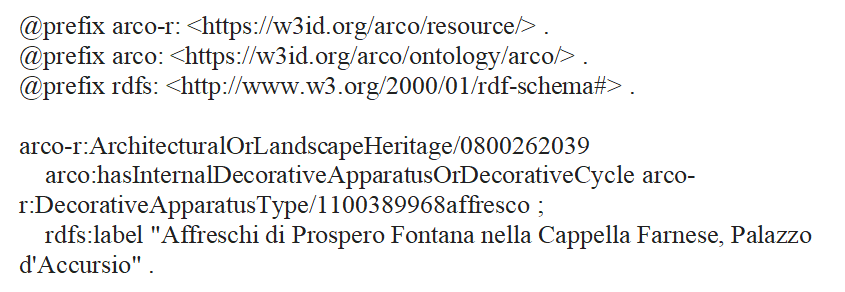 @prefix arco-r: <https://w3id.org/arco/resource/> .
@prefix arco: <https://w3id.org/arco/ontology/arco/> .
@prefix rdfs: <http://www.w3.org/2000/01/rdf-schema#> .
arco-r:ArchitecturalOrLandscapeHeritage/0800262039
arco:hasInternalDecorativeApparatusOrDecorativeCycle arco-
r:DecorativeApparatusType/1100389968affresco ;
rdfs:label "Affreschi di Prospero Fontana nella Cappella Farnese, Palazzo
d'Accursio" .